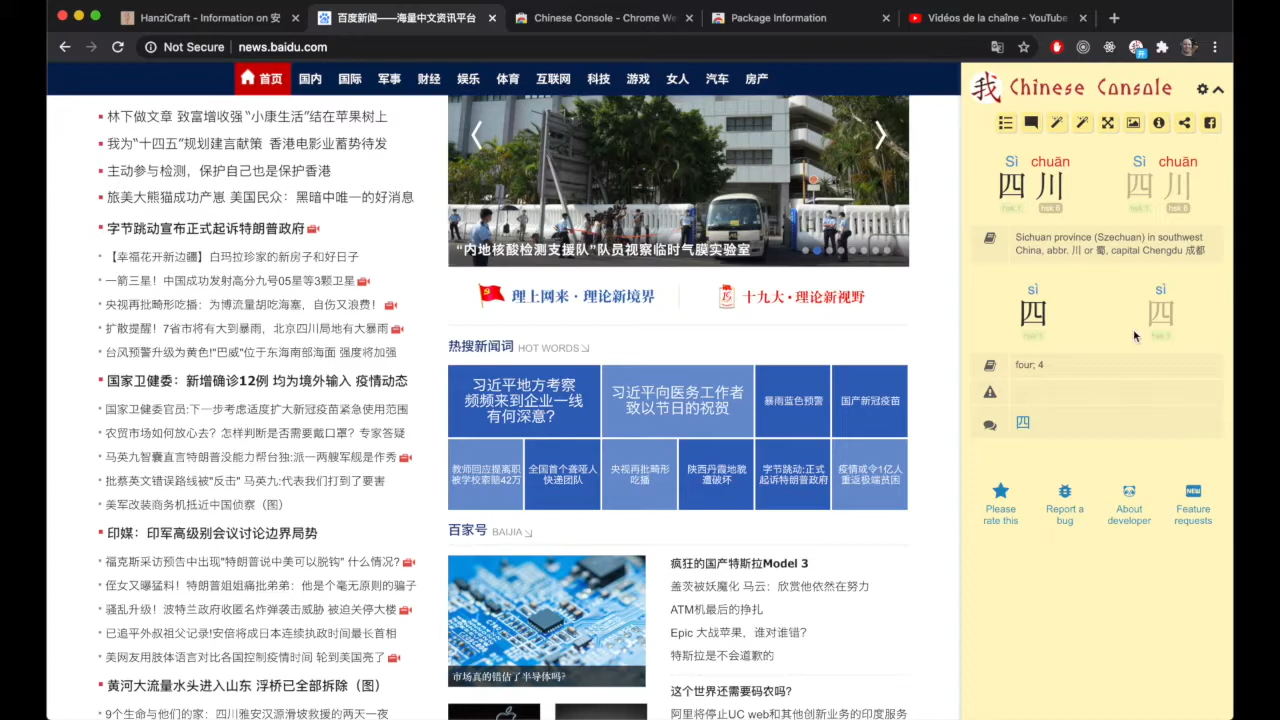 HanziCraft - Information on 安
百度新闻——海量中文资讯平台
Chinese Console - Chrome We
Package Information
Vidéos de la chaîne - YouTube
Not Secure
news.baidu.com
首页 国内 国际 军事 财经 娱乐 体育 互联网 科技 游戏 女人 汽车 房产
林下做文章 致富增收强 “小康生活”结在苹果树上
我为“十四五”规划建言献策 香港电影业蓄势待发
主动参与检测，保护自己也是保护香港
旅美大熊猫成功产崽 美国民众：黑暗中唯一的好消息
字节跳动宣布正式起诉特朗普政府
【幸福花开新边疆】白玛拉珍家的新房子和好日子
一箭三星！中国成功发射高分九号05星等3颗卫星
央视再批畸形吃播：为博流量胡吃海塞，自伤又浪费！
扩散提醒！7省市将有大到暴雨，北京四川局地有大暴雨
台风预警升级为黄色!"巴威"位于东海南部海面 强度将加强
国家卫健委：新增确诊12例 均为境外输入 疫情动态
国家卫健委官员:下一步考虑适度扩大新冠疫苗紧急使用范围
农贸市场如何放心去？怎样判断是否需要戴口罩？专家答疑
马英九智囊直言特朗普没能力帮台独:派一两艘军舰是作秀
批蔡英文错误路线被"反击" 马英九:代表我们打到了要害
美军改装商务机抵近中国侦察（图）
印媒：印军高级别会议讨论边界局势
福克斯采访预告中出现"特朗普说中美可以脱钩" 什么情况?
侄女又曝猛料！特朗普姐姐痛批弟弟：他是个毫无原则的骗子
骚乱升级！波特兰政府收匿名炸弹袭击威胁 被迫关停大楼
已追平外叔祖父记录!安倍将成日本连续执政时间最长首相
美网友用肢体语言对比各国控制疫情时间 轮到美国亮了
黄河大流量水头进入山东 浮桥已全部拆除（图）
9个生命与他们的家：四川雅安汉源滑坡救援的两天一夜
“内地核酸检测支援队”队员视察临时气膜实验室
理上网来·理论新境界
十九大·理论新视野
热搜新闻词 HOT WORDS
习近平地方考察
频频来到企业一线
有何深意?
习近平向医务工作者
致以节日的祝贺
暴雨蓝色预警
国产新冠疫苗
教师回应提离职
被学校索赔42万
全国首个聋哑人
快递团队
央视再批畸形
吃播
陕西丹霞地貌
遭破坏
字节跳动:正式
起诉特朗普政府
疫情或令1亿人
重返极端贫困
百家号 BAIJIA
市场真的错估了半导体吗?
疯狂的国产特斯拉Model 3
盖茨被妖魔化 马云：欣赏他依然在努力
ATM机最后的挣扎
Epic 大战苹果，谁对谁错?
特斯拉是不会道歉的
这个世界还需要码农吗?
阿里将停止UC web和其他创新业务的印度服务
我 Chinese Console
Sì chuān
四 川
hsk 1 hsk 6
Sì chuān
四 川
hsk 1 hsk 6
Sichuan province (Szechuan) in southwest
China, abbr. 川 or 蜀, capital Chengdu 成都
sì
四
hsk 1
sì
四
hsk 1
four; 4
四
Please
rate this
Report a
bug
About
developer
NEW
Feature
requests